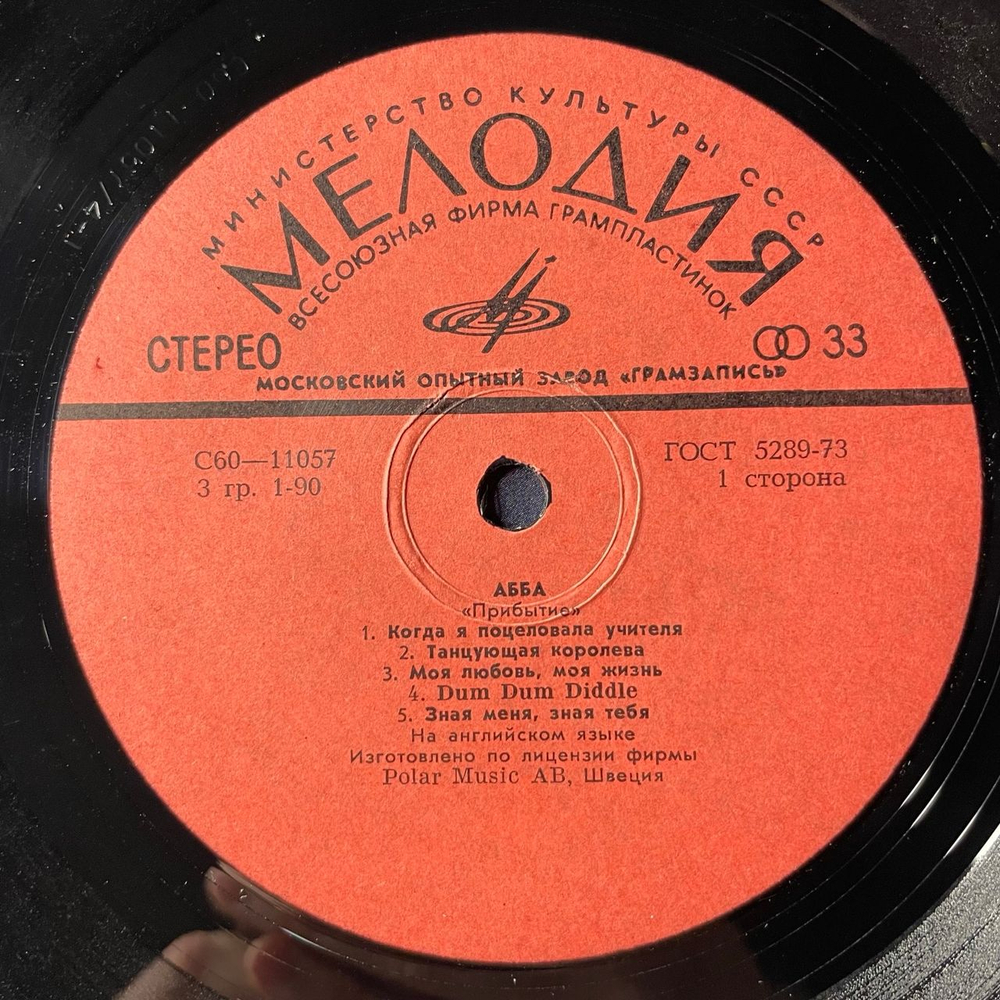 МИНИСТЕРСТВО КУЛЬТУРЫ СССР
МЕЛОДИЯ
ВСЕСОЮЗНАЯ ФИРМА ГРАМПЛАСТИНОК
СТЕРЕО
33
МОСКОВСКИЙ ОПЫТНЫЙ ЗАВОД «ГРАМЗАПИСЬ»
С60—11057
ГОСТ 5289-73
3 гр. 1-90
1 сторона
АББА
«Прибытие»
1. Когда я поцеловала учителя
2. Танцующая королева
3. Моя любовь, моя жизнь
4. Dum Dum Diddle
5. Зная меня, зная тебя
На английском языке
Изготовлено по лицензии фирмы
Polar Music AB, Швеция